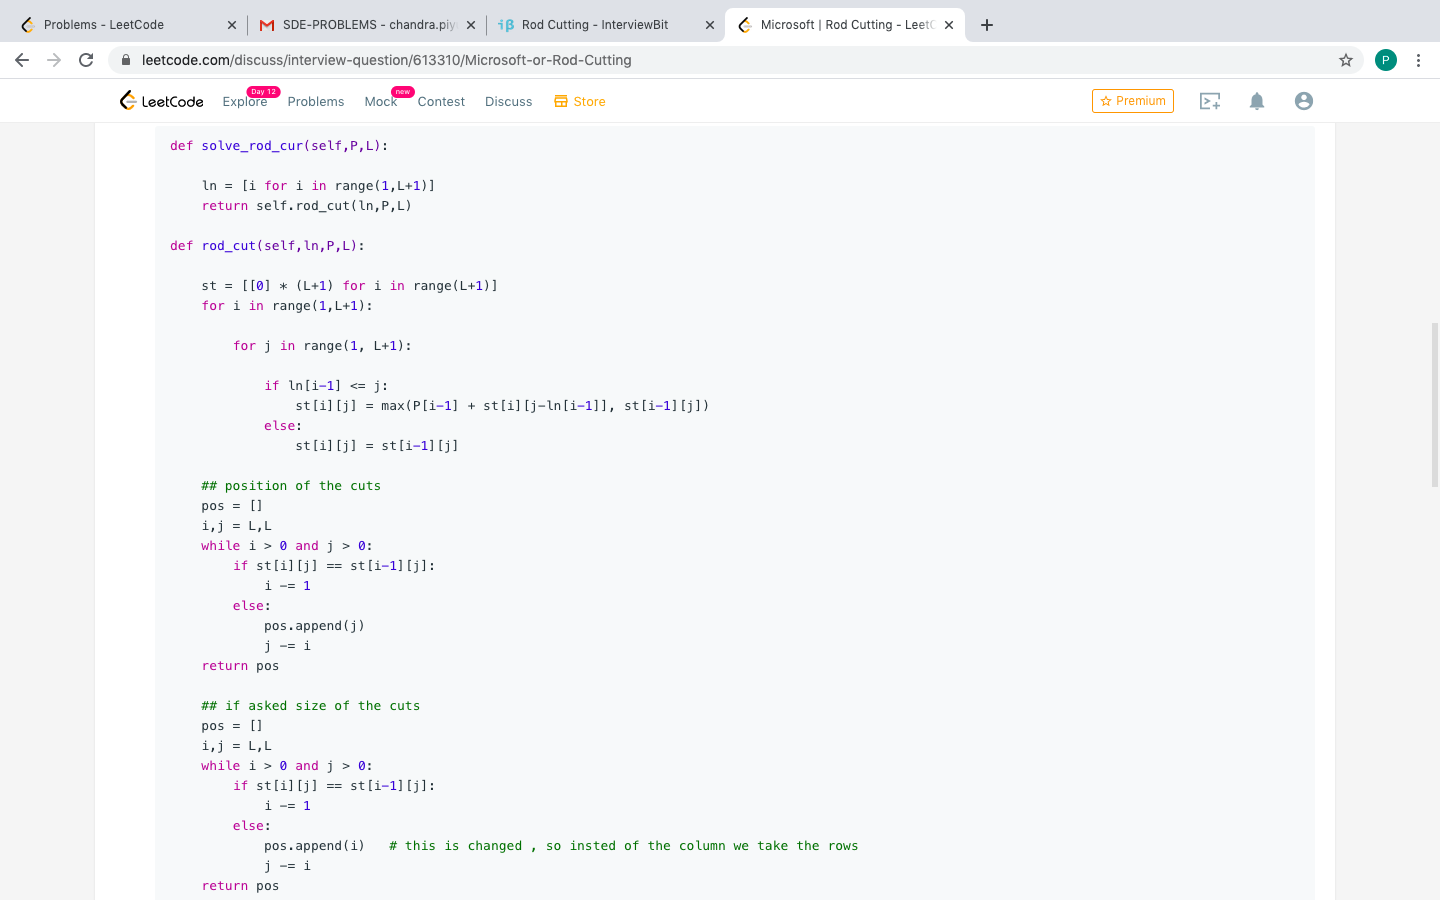 Problems - LeetCode
SDE-PROBLEMS - chandra.piy
Rod Cutting - InterviewBit
Microsoft | Rod Cutting - LeetC
leetcode.com/discuss/interview-question/613310/Microsoft-or-Rod-Cutting
P
LeetCode Explore Day 12 Problems Mock new Contest Discuss Store Premium
def solve_rod_cur(self,P,L):
    ln = [i for i in range(1,L+1)]
    return self.rod_cut(ln,P,L)
def rod_cut(self,ln,P,L):
    st = [[0] * (L+1) for i in range(L+1)]
    for i in range(1,L+1):
        for j in range(1, L+1):
            if ln[i-1] <= j:
                st[i][j] = max(P[i-1] + st[i][j-ln[i-1]], st[i-1][j])
            else:
                st[i][j] = st[i-1][j]
    ## position of the cuts
    pos = []
    i,j = L,L
    while i > 0 and j > 0:
        if st[i][j] == st[i-1][j]:
            i -= 1
        else:
            pos.append(j)
            j -= i
    return pos
    ## if asked size of the cuts
    pos = []
    i,j = L,L
    while i > 0 and j > 0:
        if st[i][j] == st[i-1][j]:
            i -= 1
        else:
            pos.append(i)   # this is changed , so insted of the column we take the rows
            j -= i
    return pos